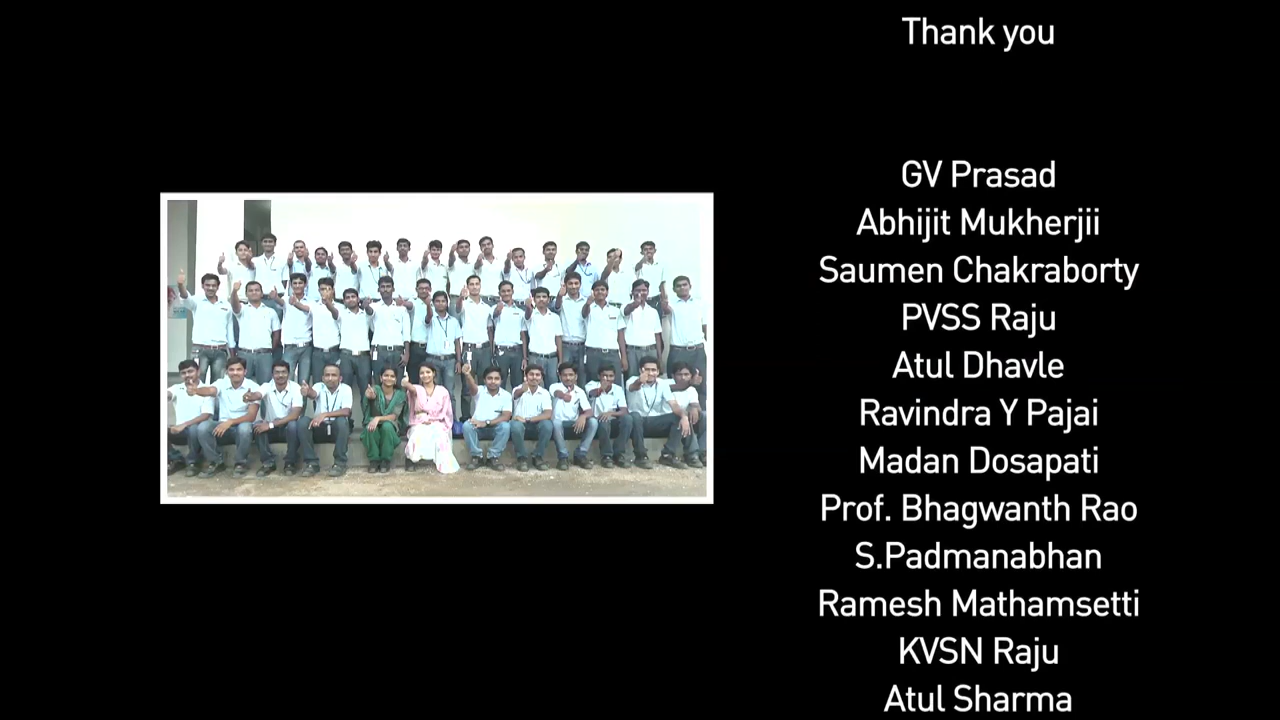 Thank you
GV Prasad
Abhijit Mukherjii
Saumen Chakraborty
PVSS Raju
Atul Dhavle
Ravindra Y Pajai
Madan Dosapati
Prof. Bhagwanth Rao
S.Padmanabhan
Ramesh Mathamsetti
KVSN Raju
Atul Sharma